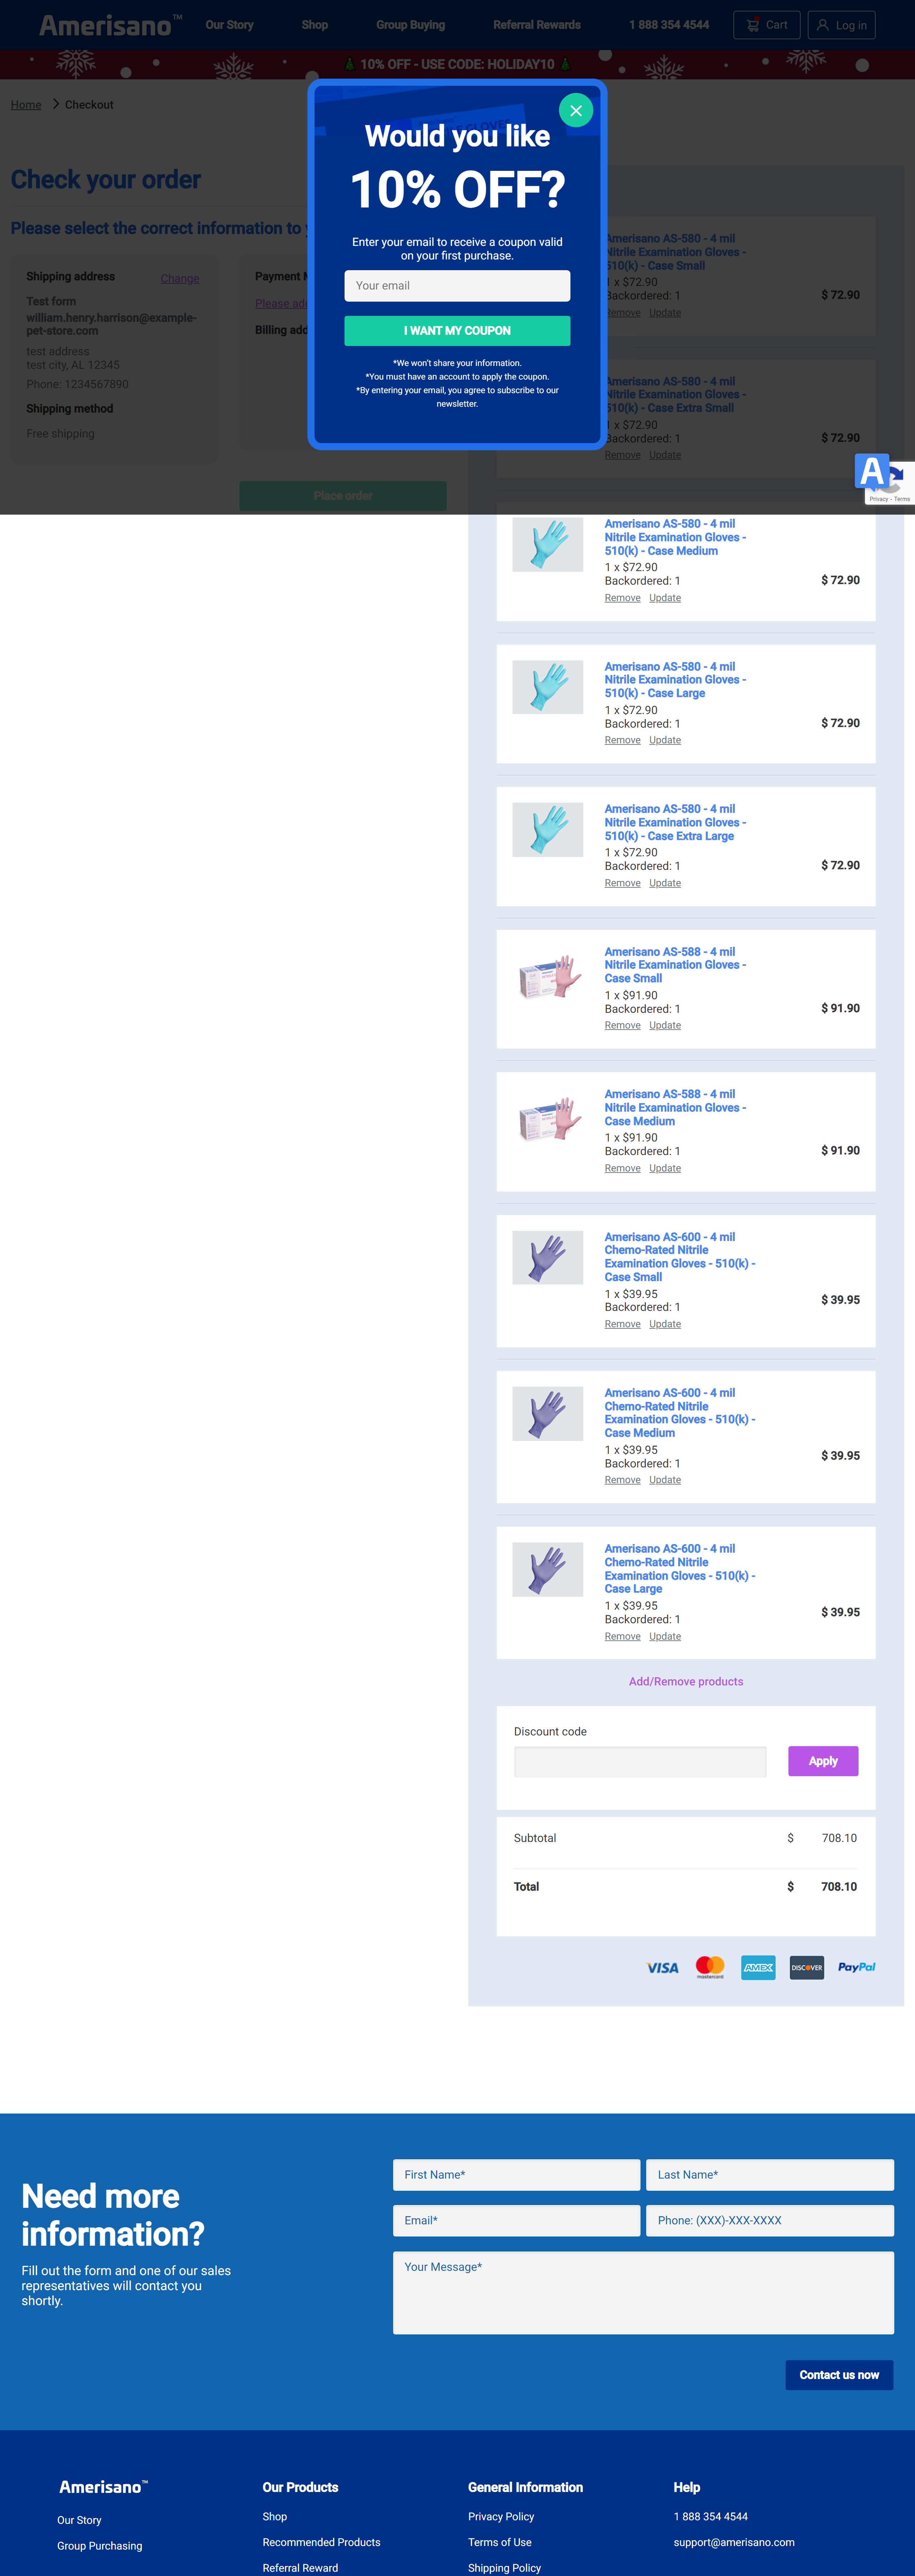 Amerisano™
Our Story
Shop
Group Buying
Referral Rewards
1 888 354 4544
Cart
Log in
10% OFF - USE CODE: HOLIDAY10
Home
Checkout
Would you like
10% OFF?
Enter your email to receive a coupon valid
on your first purchase.
Your email
I WANT MY COUPON
*We won't share your information.
*You must have an account to apply the coupon.
*By entering your email, you agree to subscribe to our
newsletter.
Check your order
Please select the correct information to
Shipping address
Change
Test form
william.henry.harrison@example-
pet-store.com
test address
test city, AL 12345
Phone: 1234567890
Shipping method
Free shipping
Payment
Please
Billing
Place order
Amerisano AS-580 - 4 mil
Nitrile Examination Gloves -
510(k) - Case Small
1 x $72.90
Backordered: 1
Remove Update
$ 72.90
Amerisano AS-580 - 4 mil
Nitrile Examination Gloves -
510(k) - Case Extra Small
1 x $72.90
Backordered: 1
Remove Update
$ 72.90
Privacy - Terms
Amerisano AS-580 - 4 mil
Nitrile Examination Gloves -
510(k) - Case Medium
1 x $72.90
Backordered: 1
Remove Update
$ 72.90
Amerisano AS-580 - 4 mil
Nitrile Examination Gloves -
510(k) - Case Large
1 x $72.90
Backordered: 1
Remove Update
$ 72.90
Amerisano AS-580 - 4 mil
Nitrile Examination Gloves -
510(k) - Case Extra Large
1 x $72.90
Backordered: 1
Remove Update
$ 72.90
Amerisano AS-588 - 4 mil
Nitrile Examination Gloves -
Case Small
1 x $91.90
Backordered: 1
Remove Update
$ 91.90
Amerisano AS-588 - 4 mil
Nitrile Examination Gloves -
Case Medium
1 x $91.90
Backordered: 1
Remove Update
$ 91.90
Amerisano AS-600 - 4 mil
Chemo-Rated Nitrile
Examination Gloves - 510(k) -
Case Small
1 x $39.95
Backordered: 1
Remove Update
$ 39.95
Amerisano AS-600 - 4 mil
Chemo-Rated Nitrile
Examination Gloves - 510(k) -
Case Medium
1 x $39.95
Backordered: 1
Remove Update
$ 39.95
Amerisano AS-600 - 4 mil
Chemo-Rated Nitrile
Examination Gloves - 510(k) -
Case Large
1 x $39.95
Backordered: 1
Remove Update
$ 39.95
Add/Remove products
Discount code
Apply
Subtotal $ 708.10
Total $ 708.10
VISA mastercard AMEX DISCOVER PayPal
Need more
information?
Fill out the form and one of our sales
representatives will contact you
shortly.
First Name*
Last Name*
Email*
Phone: (XXX)-XXX-XXXX
Your Message*
Contact us now
Amerisano™
Our Story
Group Purchasing
Our Products
Shop
Recommended Products
Referral Reward
General Information
Privacy Policy
Terms of Use
Shipping Policy
Help
1 888 354 4544
support@amerisano.com